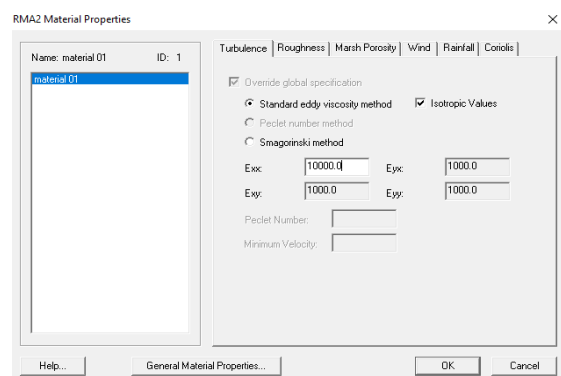 RMA2 Material Properties
Name: material 01 ID: 1
material 01
Turbulence Roughness Marsh Porosity Wind Rainfall Coriolis
Override global specification
Standard eddy viscosity method Isotropic Values
Peclet number method
Smagorinski method
Exx: 10000.0 Eyx: 1000.0
Exy: 1000.0 Eyy: 1000.0
Peclet Number:
Minimum Velocity:
Help... General Material Properties... OK Cancel